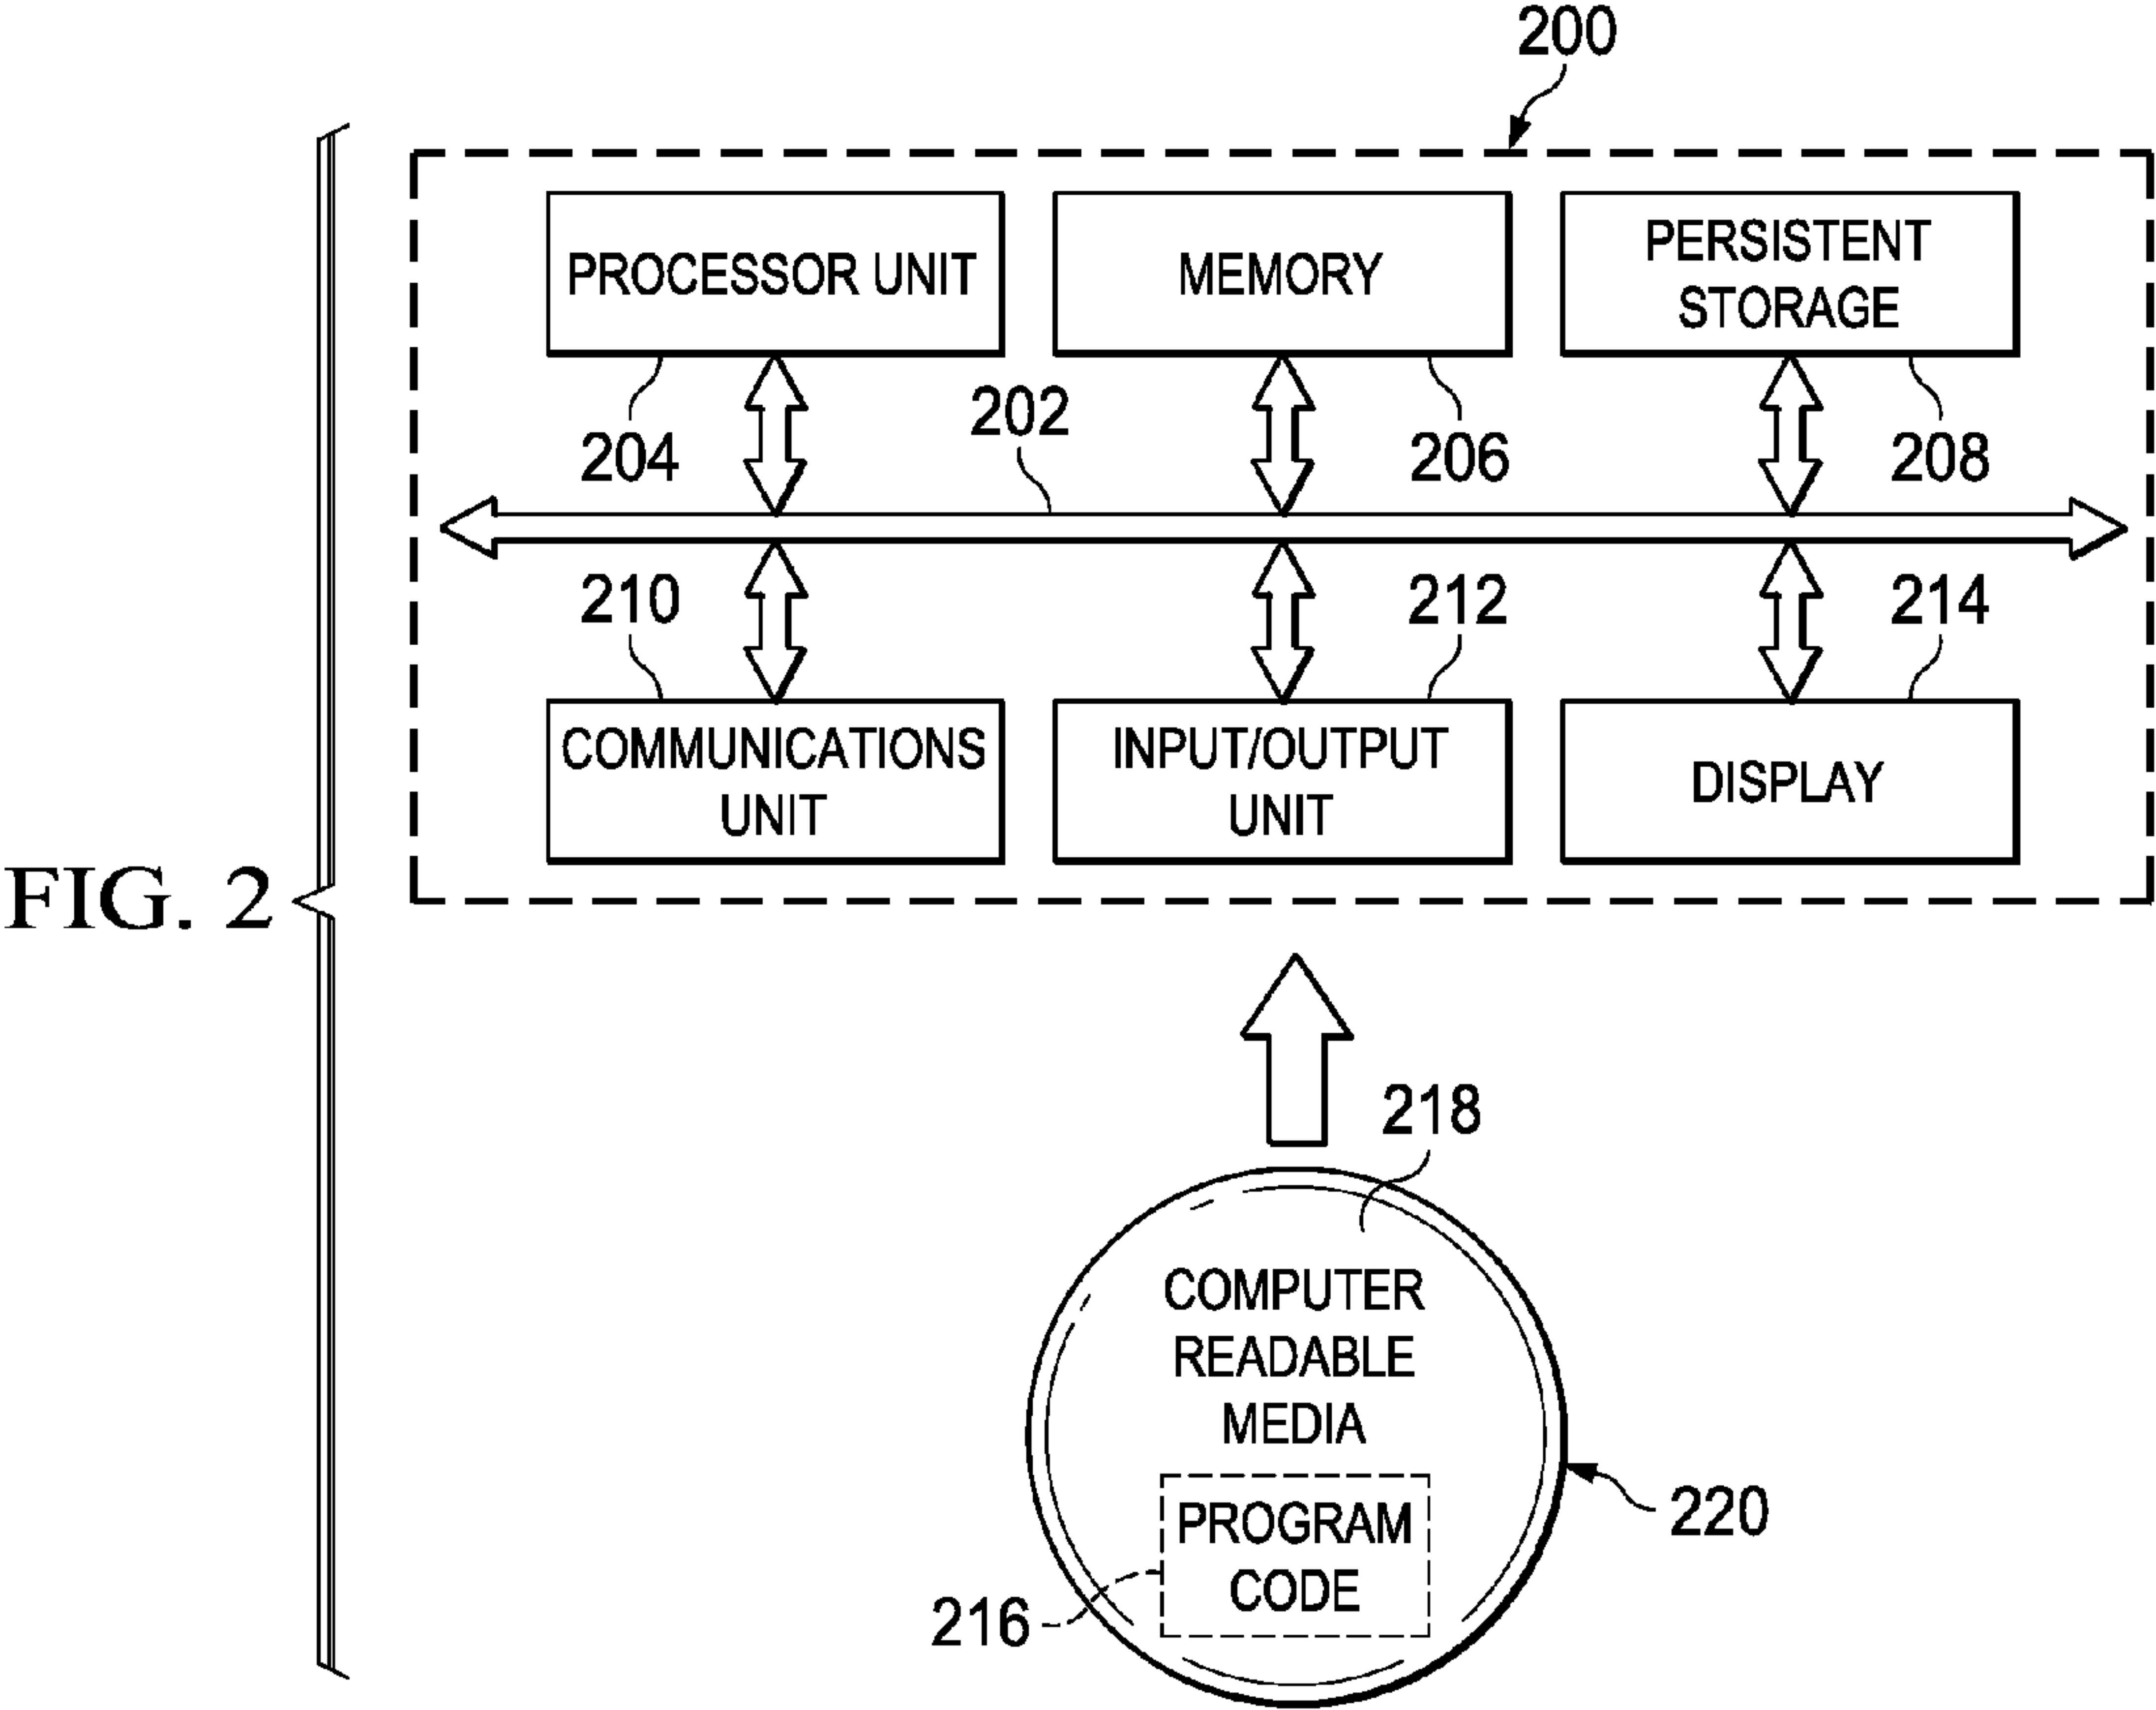 200
PROCESSOR UNIT
MEMORY
PERSISTENT
STORAGE
204
202
206
208
210
212
214
COMMUNICATIONS
UNIT
INPUT/OUTPUT
UNIT
DISPLAY
FIG. 2
218
COMPUTER
READABLE
MEDIA
PROGRAM
CODE
220
216